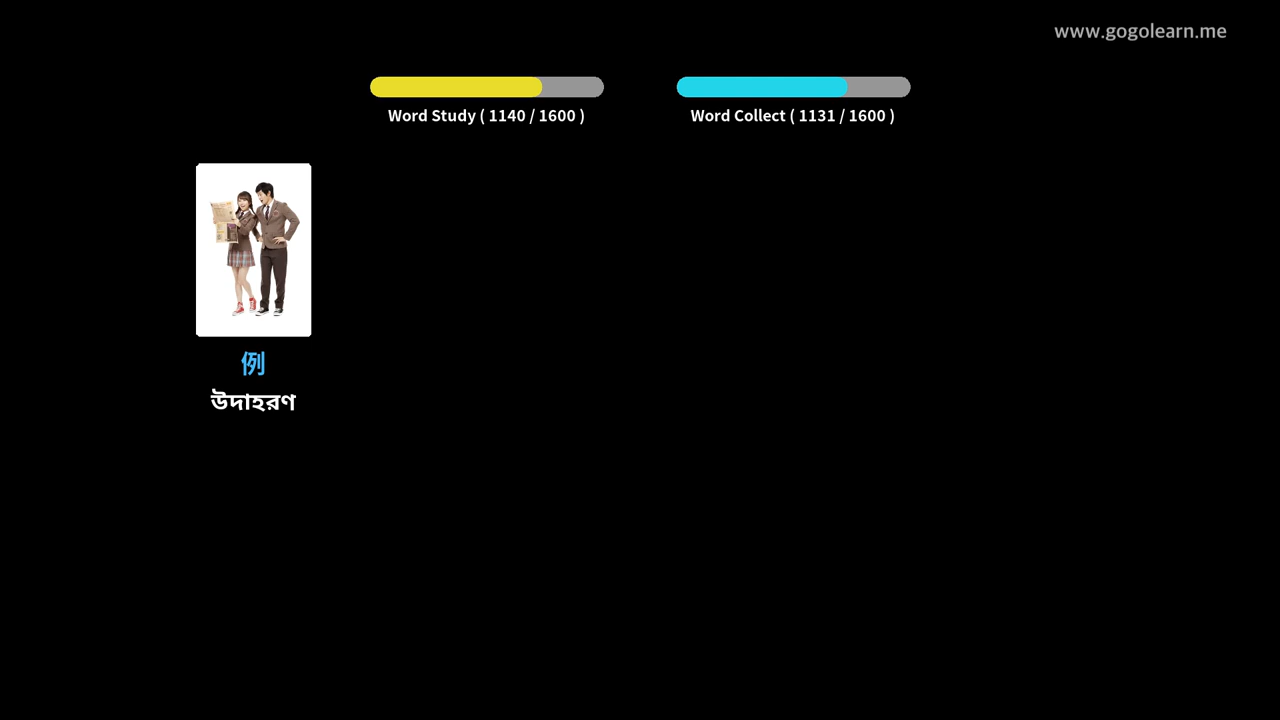 www.gogolearn.me
Word Study ( 1140 / 1600 )
Word Collect ( 1131 / 1600 )
例
উদাহরণ